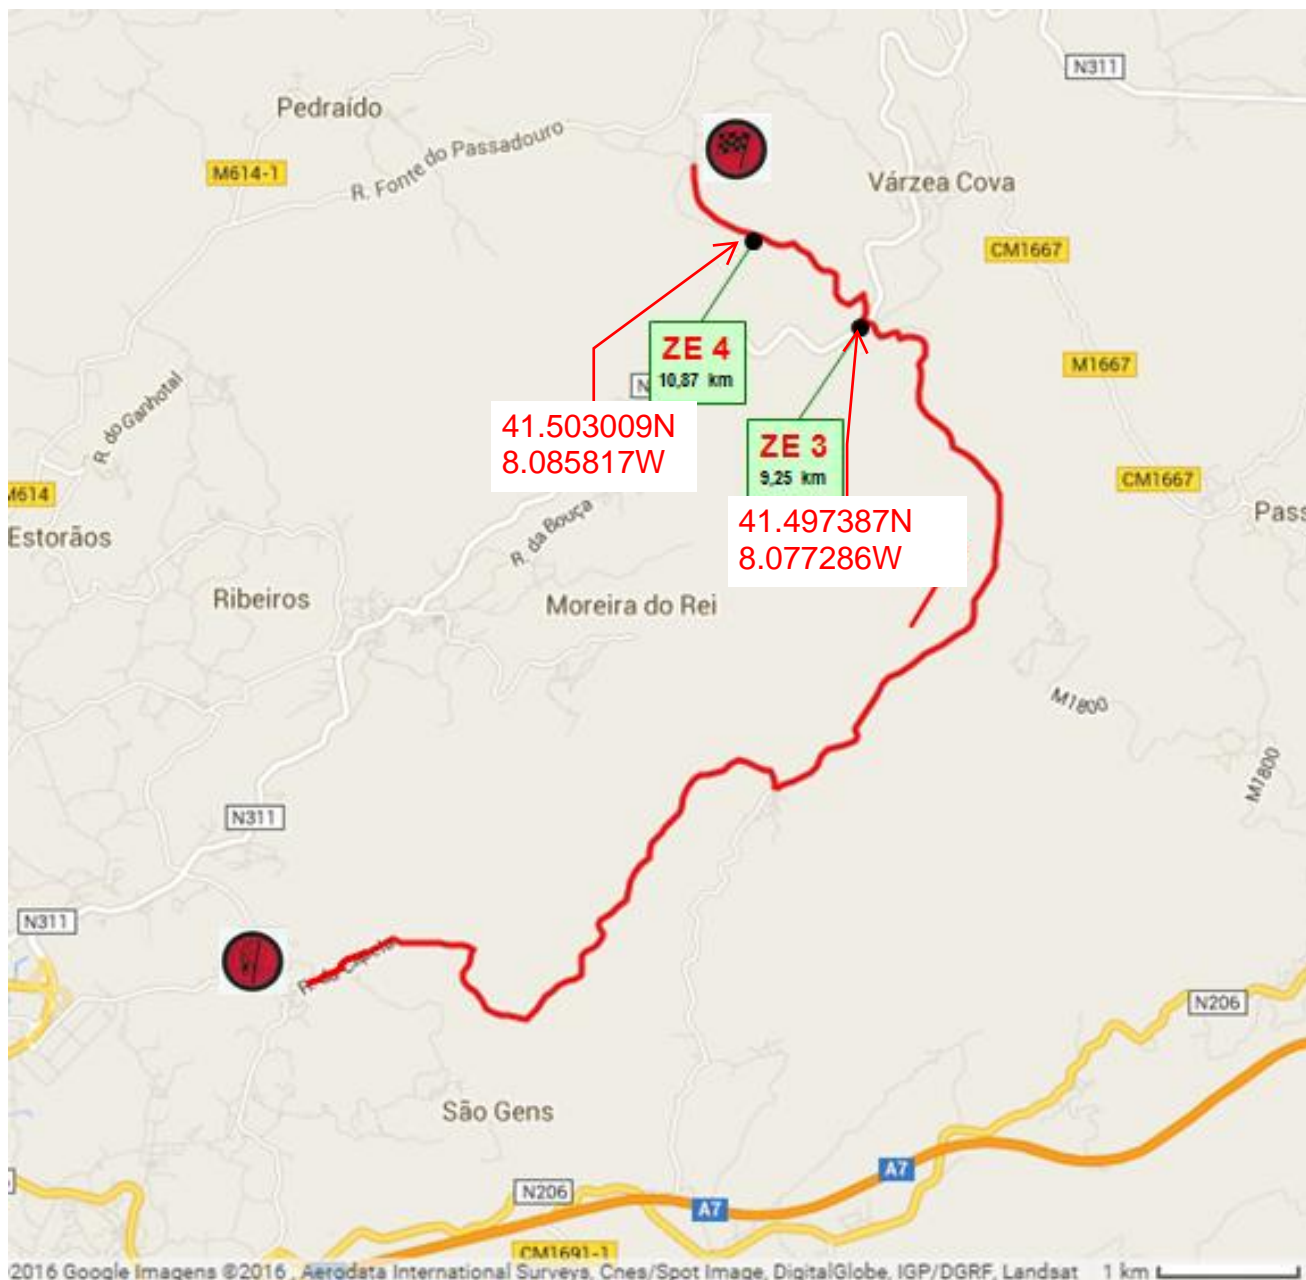 N311
Pedraído
R. Fonte do Passadouro
M614-1
Várzea Cova
CM1667
ZE 4
10,87 km
M1667
R. do Ganhotal
41.503009N
8.085817W
ZE 3
9,25 km
CM1667
M614
Pass
41.497387N
8.077286W
R. da Bouça
Estorãos
Ribeiros
Moreira do Rei
M1800
M1800
N311
N311
R. da Capela
N206
São Gens
A7
N206
A7
CM1691-1
2016 Google Imagens ©2016 , Aerodata International Surveys, Cnes/Spot Image, DigitalGlobe, IGP/DGRF, Landsat 1 km